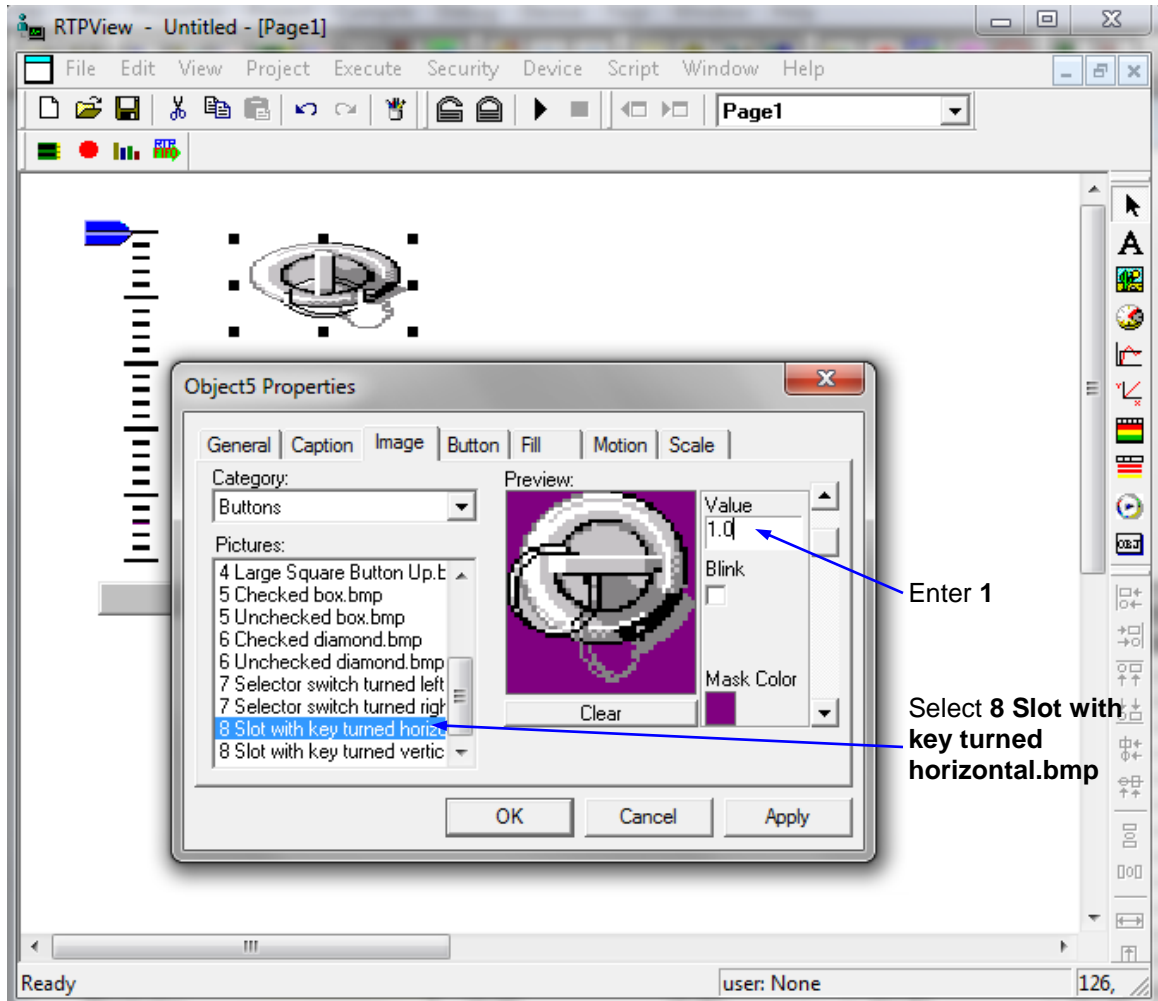 RTPView - Untitled - [Page1]
File Edit View Project Execute Security Device Script Window Help
Page1
RTP
FIFO
A
Y
x
OBJ
Object5 Properties
General Caption Image Button Fill Motion Scale
Category:
Buttons
Pictures:
4 Large Square Button Up.b
5 Checked box.bmp
5 Unchecked box.bmp
6 Checked diamond.bmp
6 Unchecked diamond.bmp
7 Selector switch turned left
7 Selector switch turned righ
8 Slot with key turned horizo
8 Slot with key turned vertic
Preview:
Clear
Value
1.0
Blink
Mask Color
OK Cancel Apply
Enter 1
Select 8 Slot with
key turned
horizontal.bmp
Ready
user: None
126,